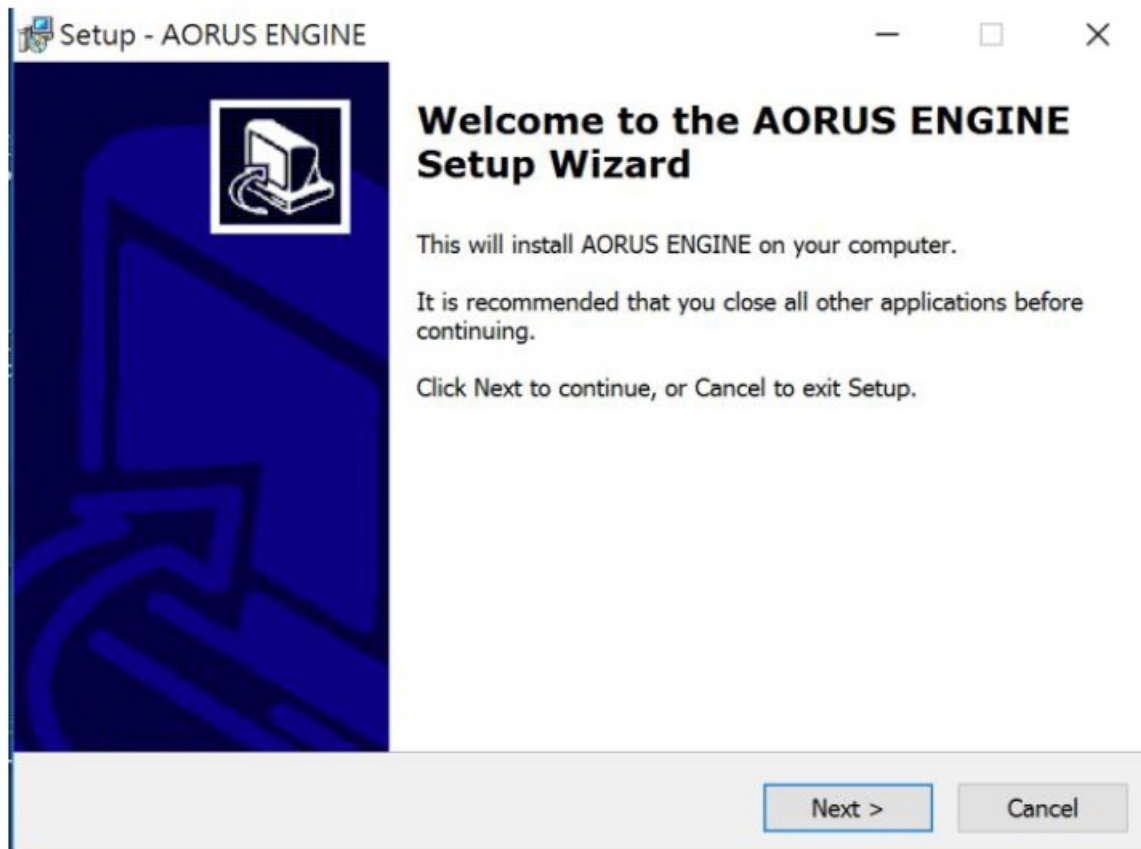 Setup - AORUS ENGINE
Welcome to the AORUS ENGINE
Setup Wizard
This will install AORUS ENGINE on your computer.
It is recommended that you close all other applications before
continuing.
Click Next to continue, or Cancel to exit Setup.
Next >
Cancel